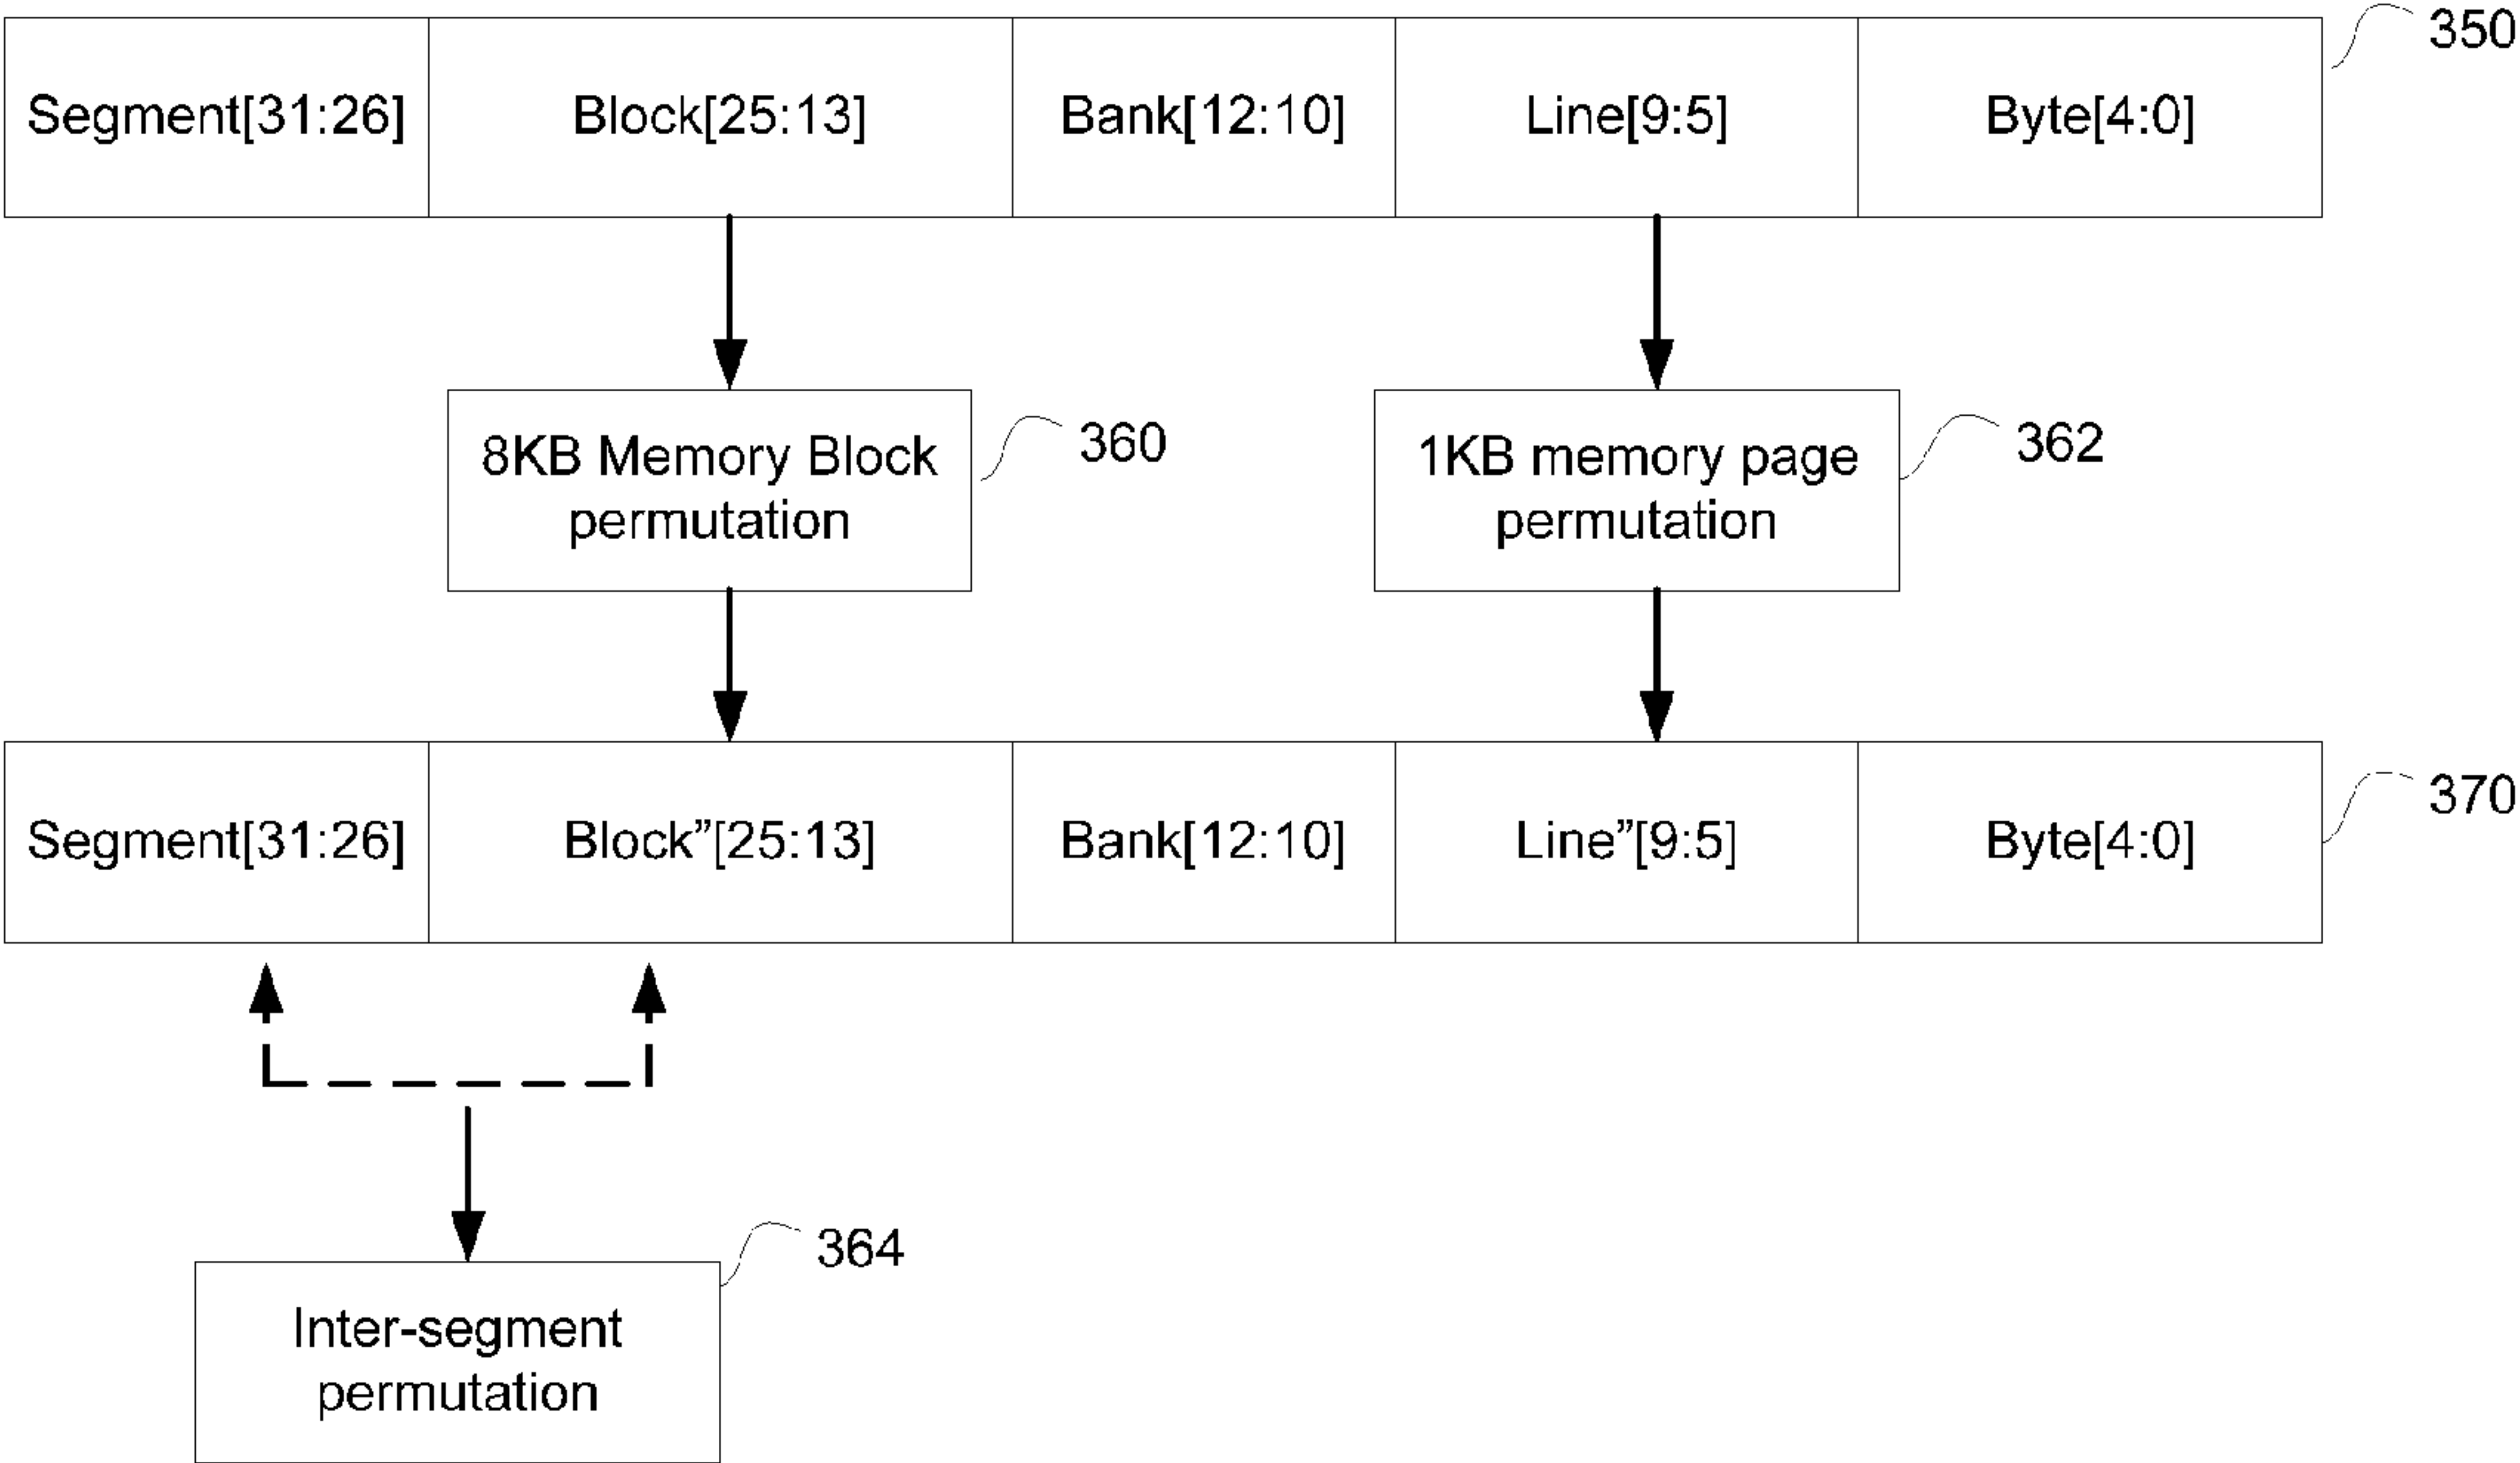 350
Segment[31:26] Block[25:13] Bank[12:10] Line[9:5] Byte[4:0]
8KB Memory Block
permutation
360
1KB memory page
permutation
362
370
Segment[31:26] Block”[25:13] Bank[12:10] Line”[9:5] Byte[4:0]
364
Inter-segment
permutation